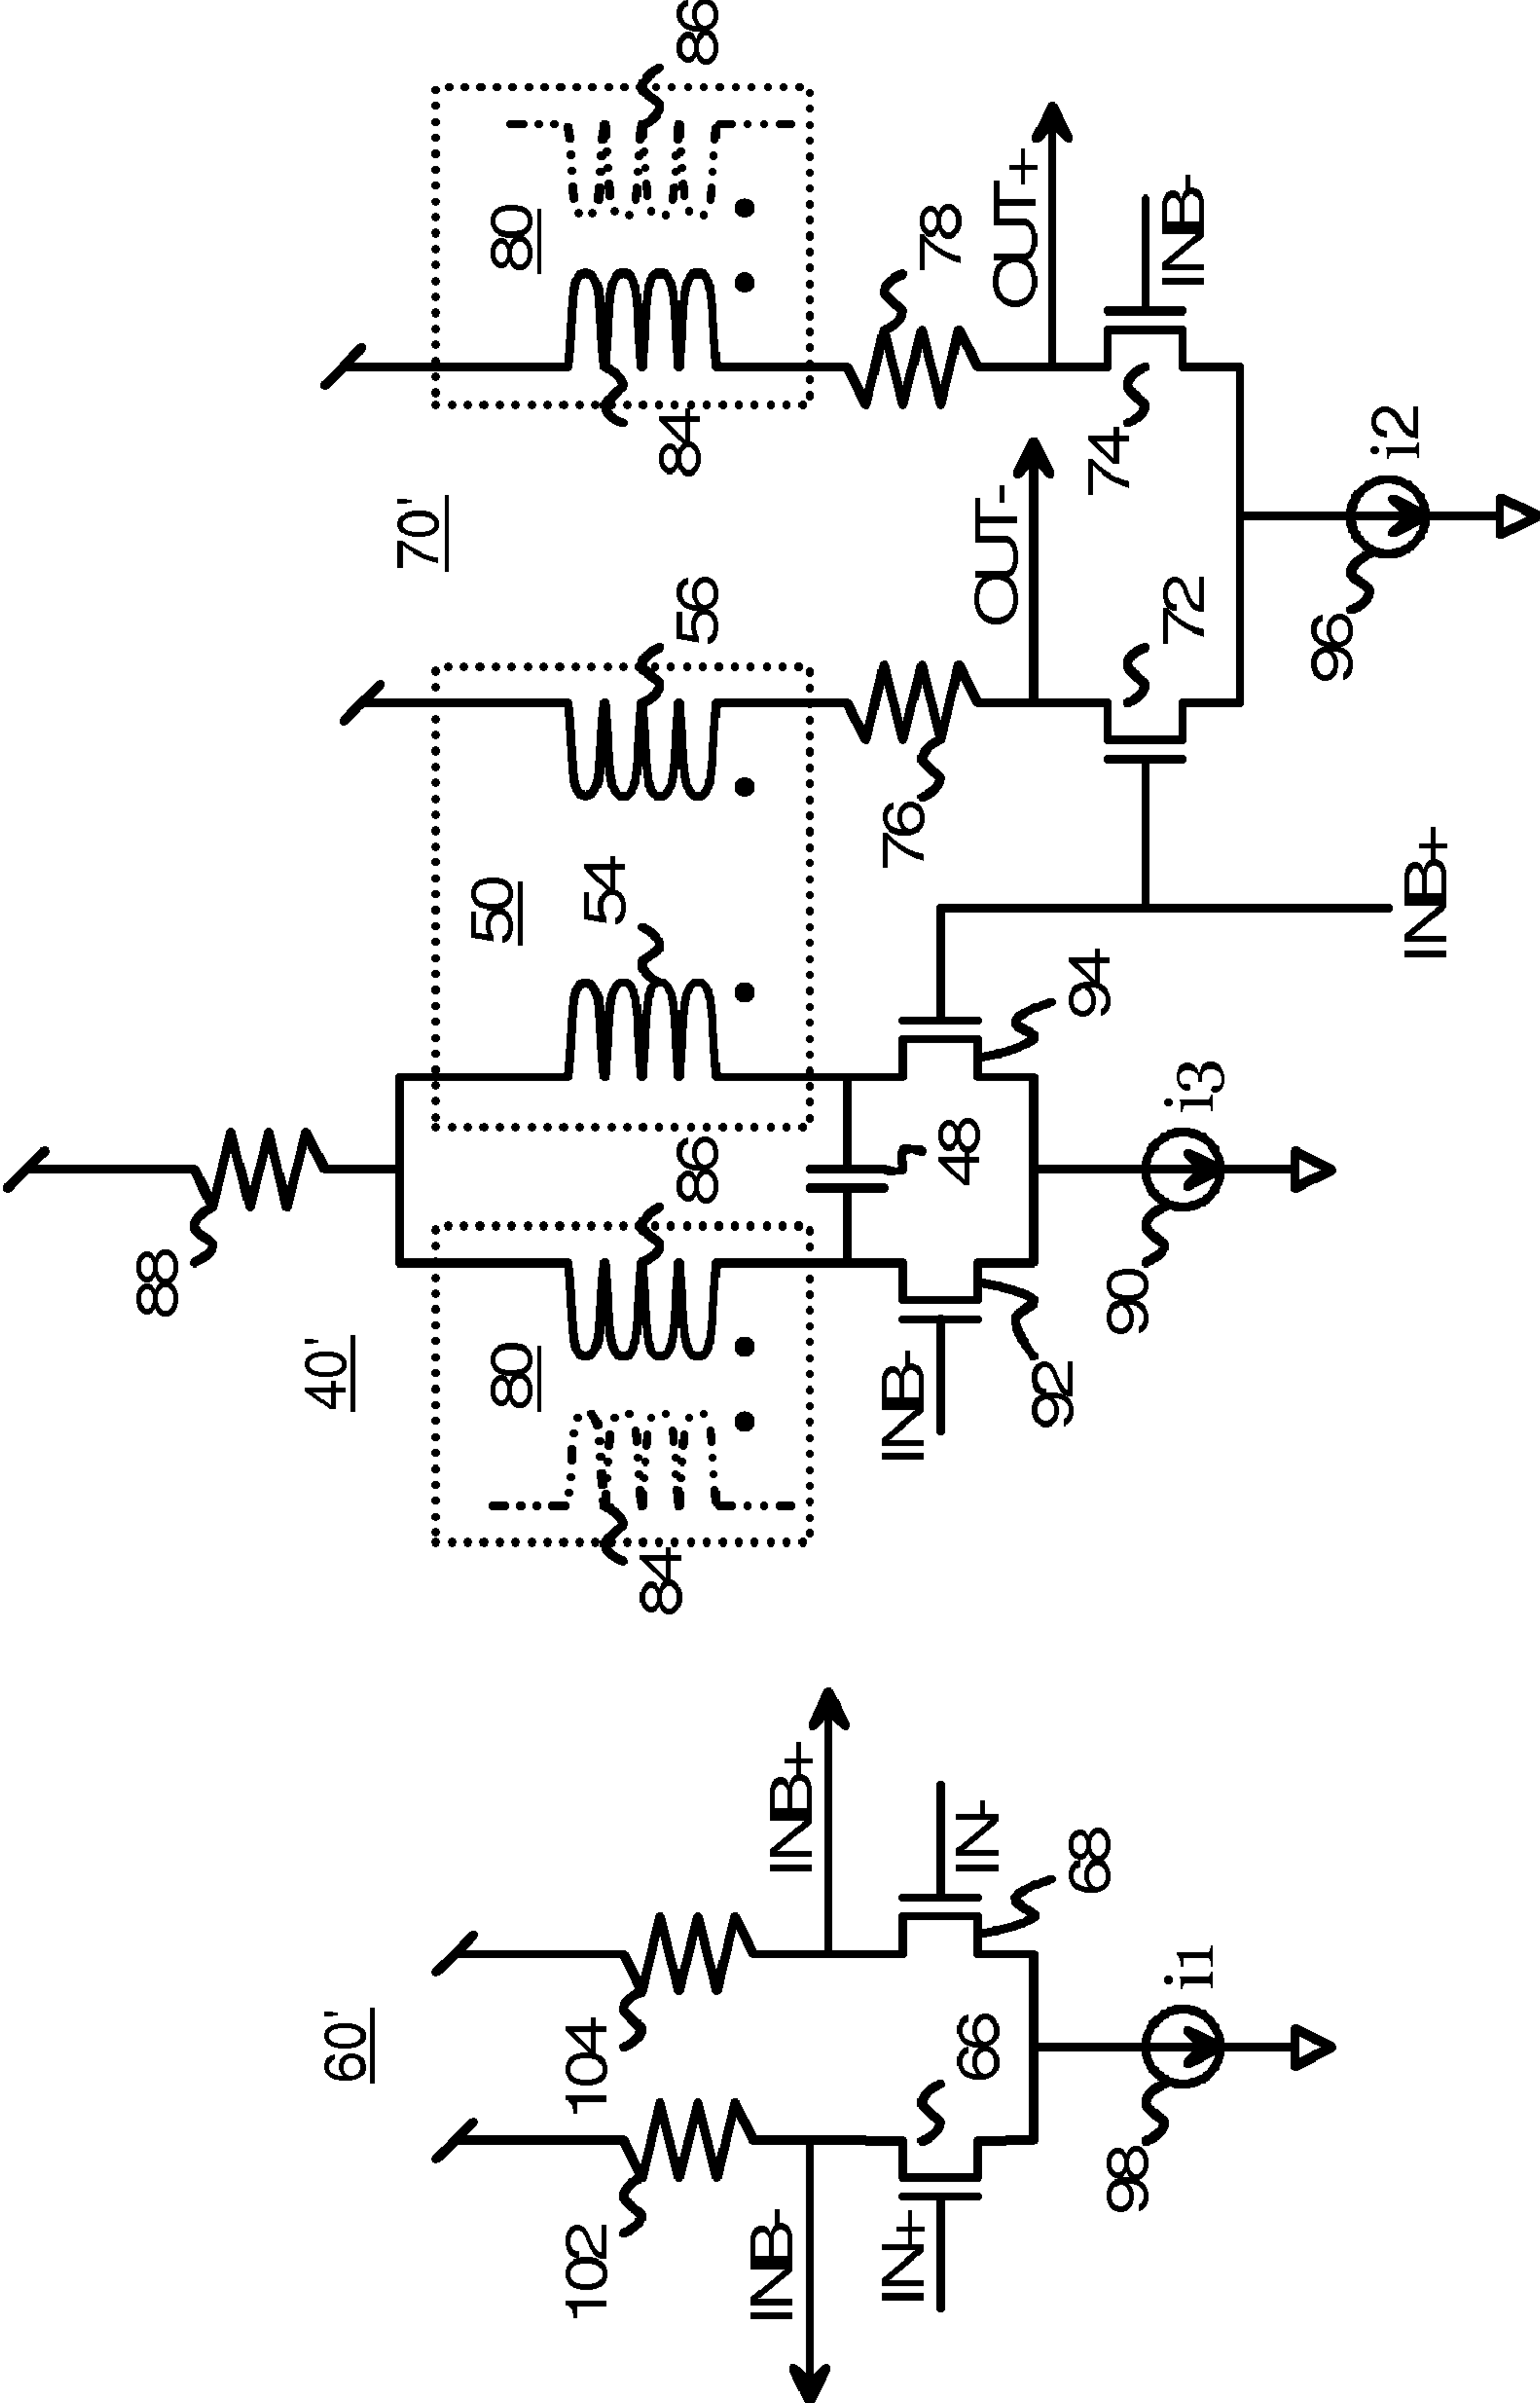 88
40'
60'
70'
50
80
80
102
104
54
84
84
86
56
86
INB-
INB+
IN+
INB-
76
78
48
66
IN-
OUT-
OUT+
92
68
94
74
98
90
72
INB-
i1
i3
96
i2
INB+